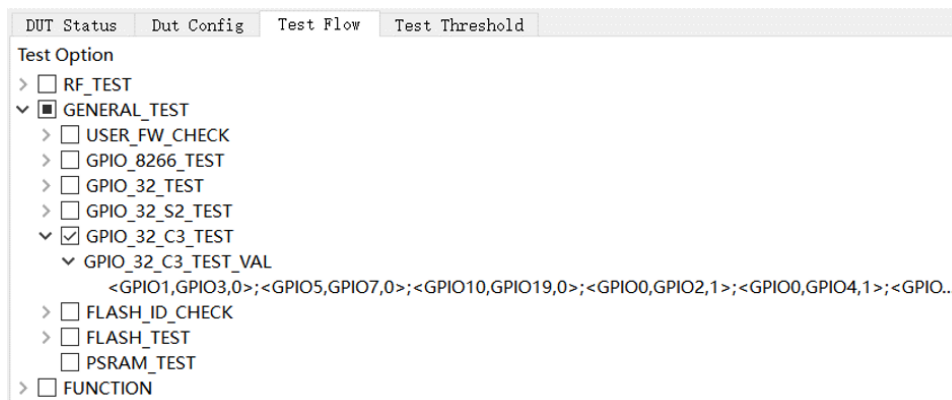 DUT Status Dut Config Test Flow Test Threshold
Test Option
RF_TEST
GENERAL_TEST
USER_FW_CHECK
GPIO_8266_TEST
GPIO_32_TEST
GPIO_32_S2_TEST
GPIO_32_C3_TEST
GPIO_32_C3_TEST_VAL
<GPIO1,GPIO3,0>;<GPIO5,GPIO7,0>;<GPIO10,GPIO19,0>;<GPIO0,GPIO2,1>;<GPIO0,GPIO4,1>;<GPIO...
FLASH_ID_CHECK
FLASH_TEST
PSRAM_TEST
FUNCTION